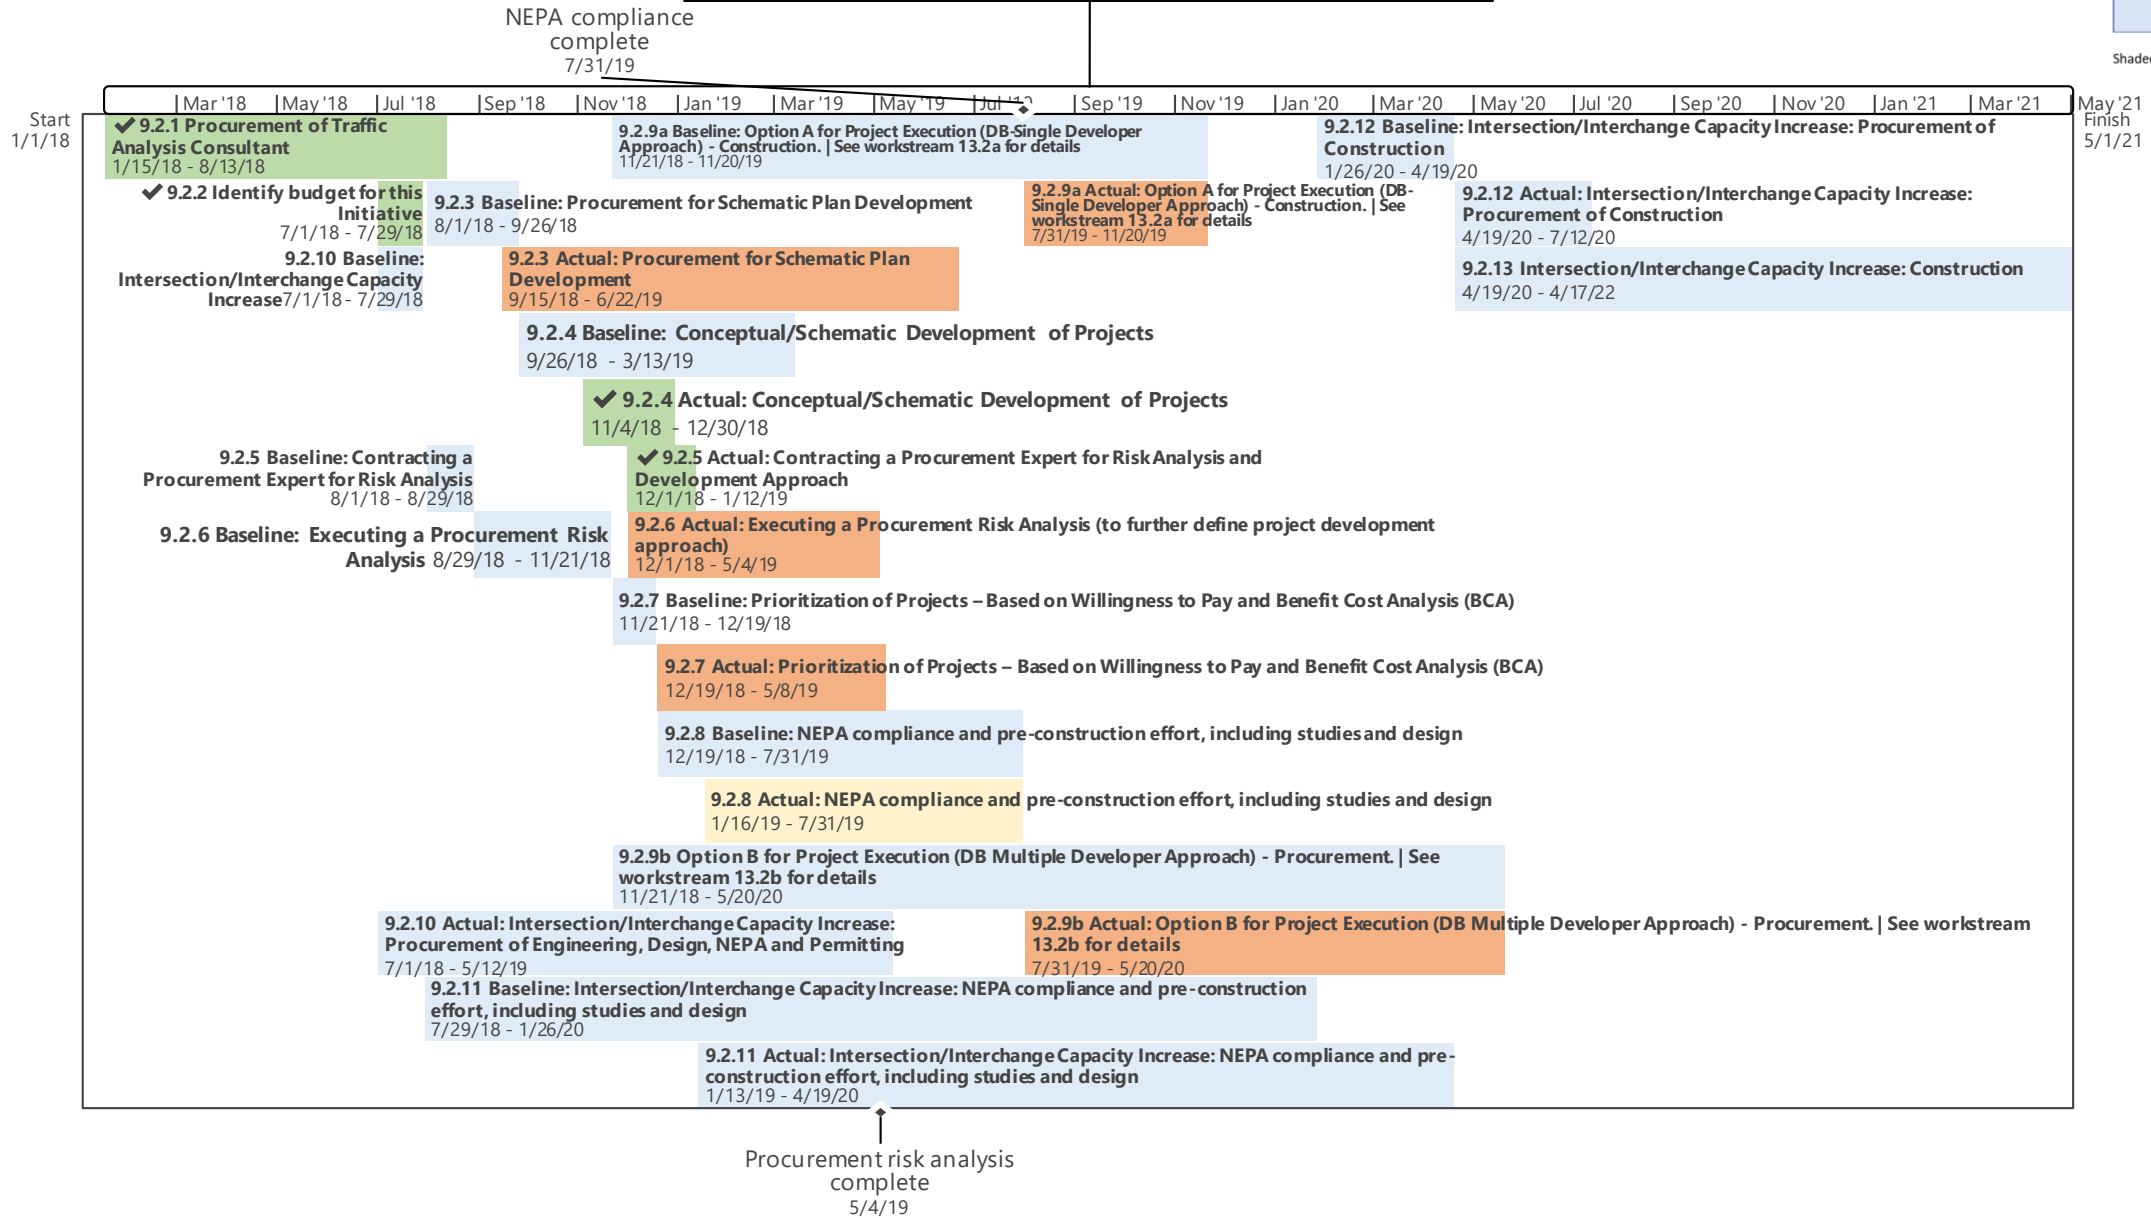 NEPA compliance
complete
7/31/19
Shaded
Mar '18 May '18 Jul '18 Sep '18 Nov '18 Jan '19 Mar '19 May '19 Jul '19 Sep '19 Nov '19 Jan '20 Mar '20 May '20 Jul '20 Sep '20 Nov '20 Jan '21 Mar '21 May '21
Start
1/1/18
Finish
5/1/21
✔ 9.2.1 Procurement of Traffic
Analysis Consultant
1/15/18 - 8/13/18
9.2.9a Baseline: Option A for Project Execution (DB-Single Developer
Approach) - Construction. | See workstream 13.2a for details
11/21/18 - 11/20/19
9.2.12 Baseline: Intersection/Interchange Capacity Increase: Procurement of
Construction
1/26/20 - 4/19/20
✔ 9.2.2 Identify budget for this
Initiative
7/1/18 - 7/29/18
9.2.3 Baseline: Procurement for Schematic Plan Development
8/1/18 - 9/26/18
9.2.9a Actual: Option A for Project Execution (DB-
Single Developer Approach) - Construction. | See
workstream 13.2a for details
7/31/19 - 11/20/19
9.2.12 Actual: Intersection/Interchange Capacity Increase:
Procurement of Construction
4/19/20 - 7/12/20
9.2.10 Baseline:
Intersection/Interchange Capacity
Increase 7/1/18 - 7/29/18
9.2.3 Actual: Procurement for Schematic Plan
Development
9/15/18 - 6/22/19
9.2.13 Intersection/Interchange Capacity Increase: Construction
4/19/20 - 4/17/22
9.2.4 Baseline: Conceptual/Schematic Development of Projects
9/26/18 - 3/13/19
✔ 9.2.4 Actual: Conceptual/Schematic Development of Projects
11/4/18 - 12/30/18
9.2.5 Baseline: Contracting a
Procurement Expert for Risk Analysis
8/1/18 - 8/29/18
✔ 9.2.5 Actual: Contracting a Procurement Expert for Risk Analysis and
Development Approach
12/1/18 - 1/12/19
9.2.6 Baseline: Executing a Procurement Risk
Analysis 8/29/18 - 11/21/18
9.2.6 Actual: Executing a Procurement Risk Analysis (to further define project development
approach)
12/1/18 - 5/4/19
9.2.7 Baseline: Prioritization of Projects – Based on Willingness to Pay and Benefit Cost Analysis (BCA)
11/21/18 - 12/19/18
9.2.7 Actual: Prioritization of Projects – Based on Willingness to Pay and Benefit Cost Analysis (BCA)
12/19/18 - 5/8/19
9.2.8 Baseline: NEPA compliance and pre-construction effort, including studies and design
12/19/18 - 7/31/19
9.2.8 Actual: NEPA compliance and pre-construction effort, including studies and design
1/16/19 - 7/31/19
9.2.9b Option B for Project Execution (DB Multiple Developer Approach) - Procurement. | See
workstream 13.2b for details
11/21/18 - 5/20/20
9.2.10 Actual: Intersection/Interchange Capacity Increase:
Procurement of Engineering, Design, NEPA and Permitting
7/1/18 - 5/12/19
9.2.9b Actual: Option B for Project Execution (DB Multiple Developer Approach) - Procurement. | See workstream
13.2b for details
7/31/19 - 5/20/20
9.2.11 Baseline: Intersection/Interchange Capacity Increase: NEPA compliance and pre-construction
effort, including studies and design
7/29/18 - 1/26/20
9.2.11 Actual: Intersection/Interchange Capacity Increase: NEPA compliance and pre-
construction effort, including studies and design
1/13/19 - 4/19/20
Procurement risk analysis
complete
5/4/19